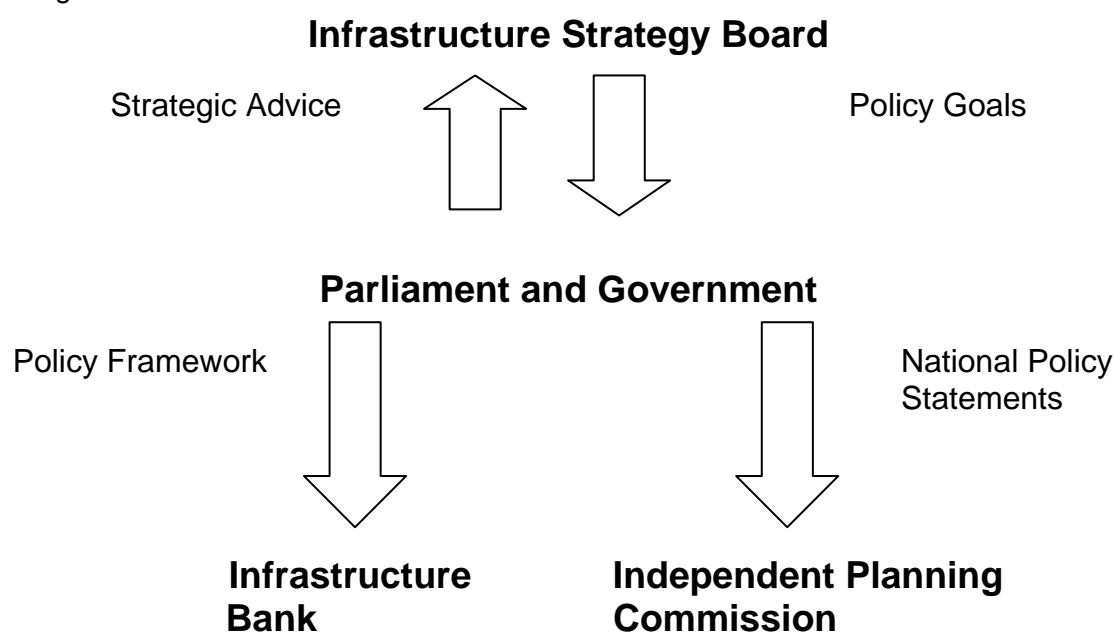 Infrastructure Strategy Board
Strategic Advice
Policy Goals
Parliament and Government
Policy Framework
National Policy
Statements
Infrastructure
Bank
Independent Planning
Commission